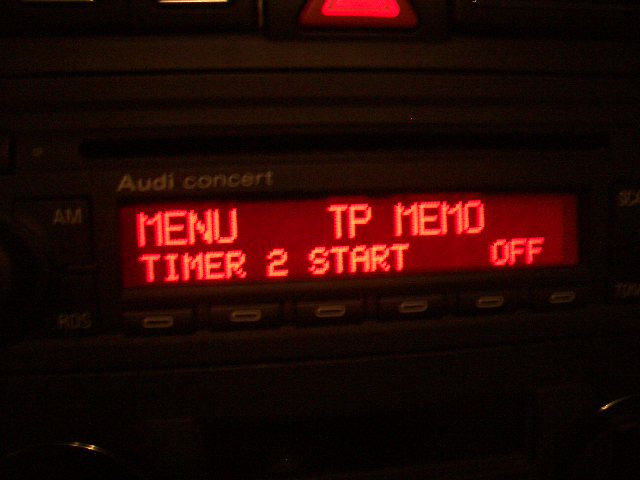 Audi concert
AM
MENU TP MEMO
TIMER 2 START OFF
RDS